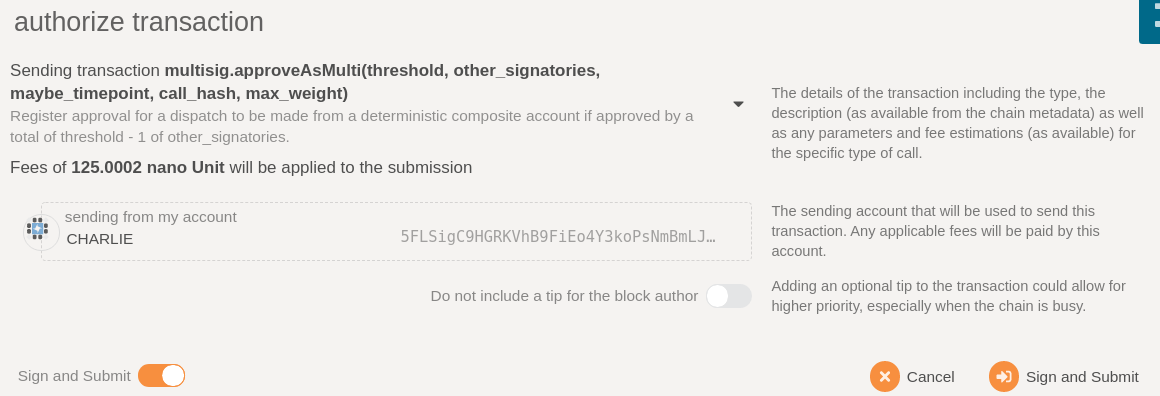 authorize transaction
Sending transaction multisig.approveAsMulti(threshold, other_signatories,
maybe_timepoint, call_hash, max_weight)
Register approval for a dispatch to be made from a deterministic composite account if approved by a
total of threshold - 1 of other_signatories.
Fees of 125.0002 nano Unit will be applied to the submission
The details of the transaction including the type, the
description (as available from the chain metadata) as well
as any parameters and fee estimations (as available) for
the specific type of call.
sending from my account
CHARLIE 5FLSigC9HGRKVhB9FiEo4Y3koPsNmBmLJ…
The sending account that will be used to send this
transaction. Any applicable fees will be paid by this
account.
Do not include a tip for the block author
Adding an optional tip to the transaction could allow for
higher priority, especially when the chain is busy.
Sign and Submit
Cancel
Sign and Submit